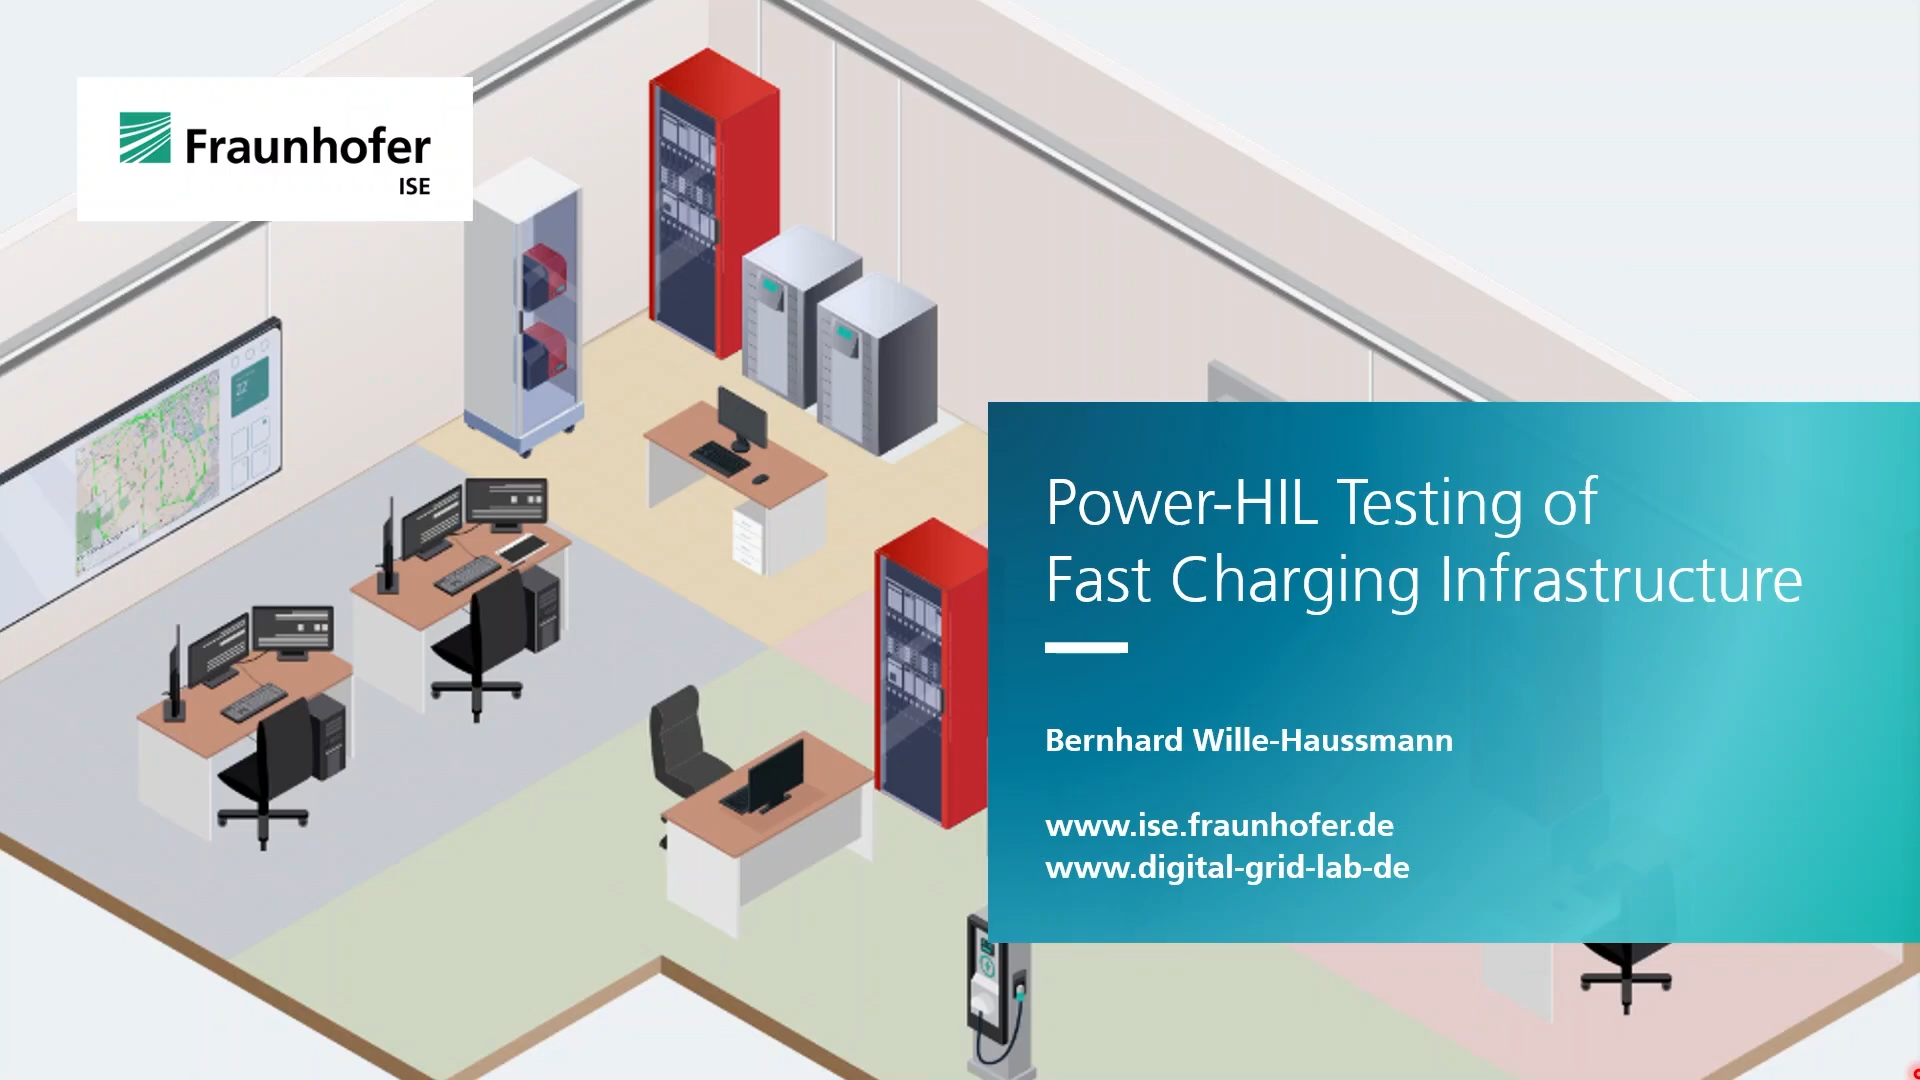 Fraunhofer
ISE
Power-HIL Testing of
Fast Charging Infrastructure
Bernhard Wille-Haussmann
www.ise.fraunhofer.de
www.digital-grid-lab-de